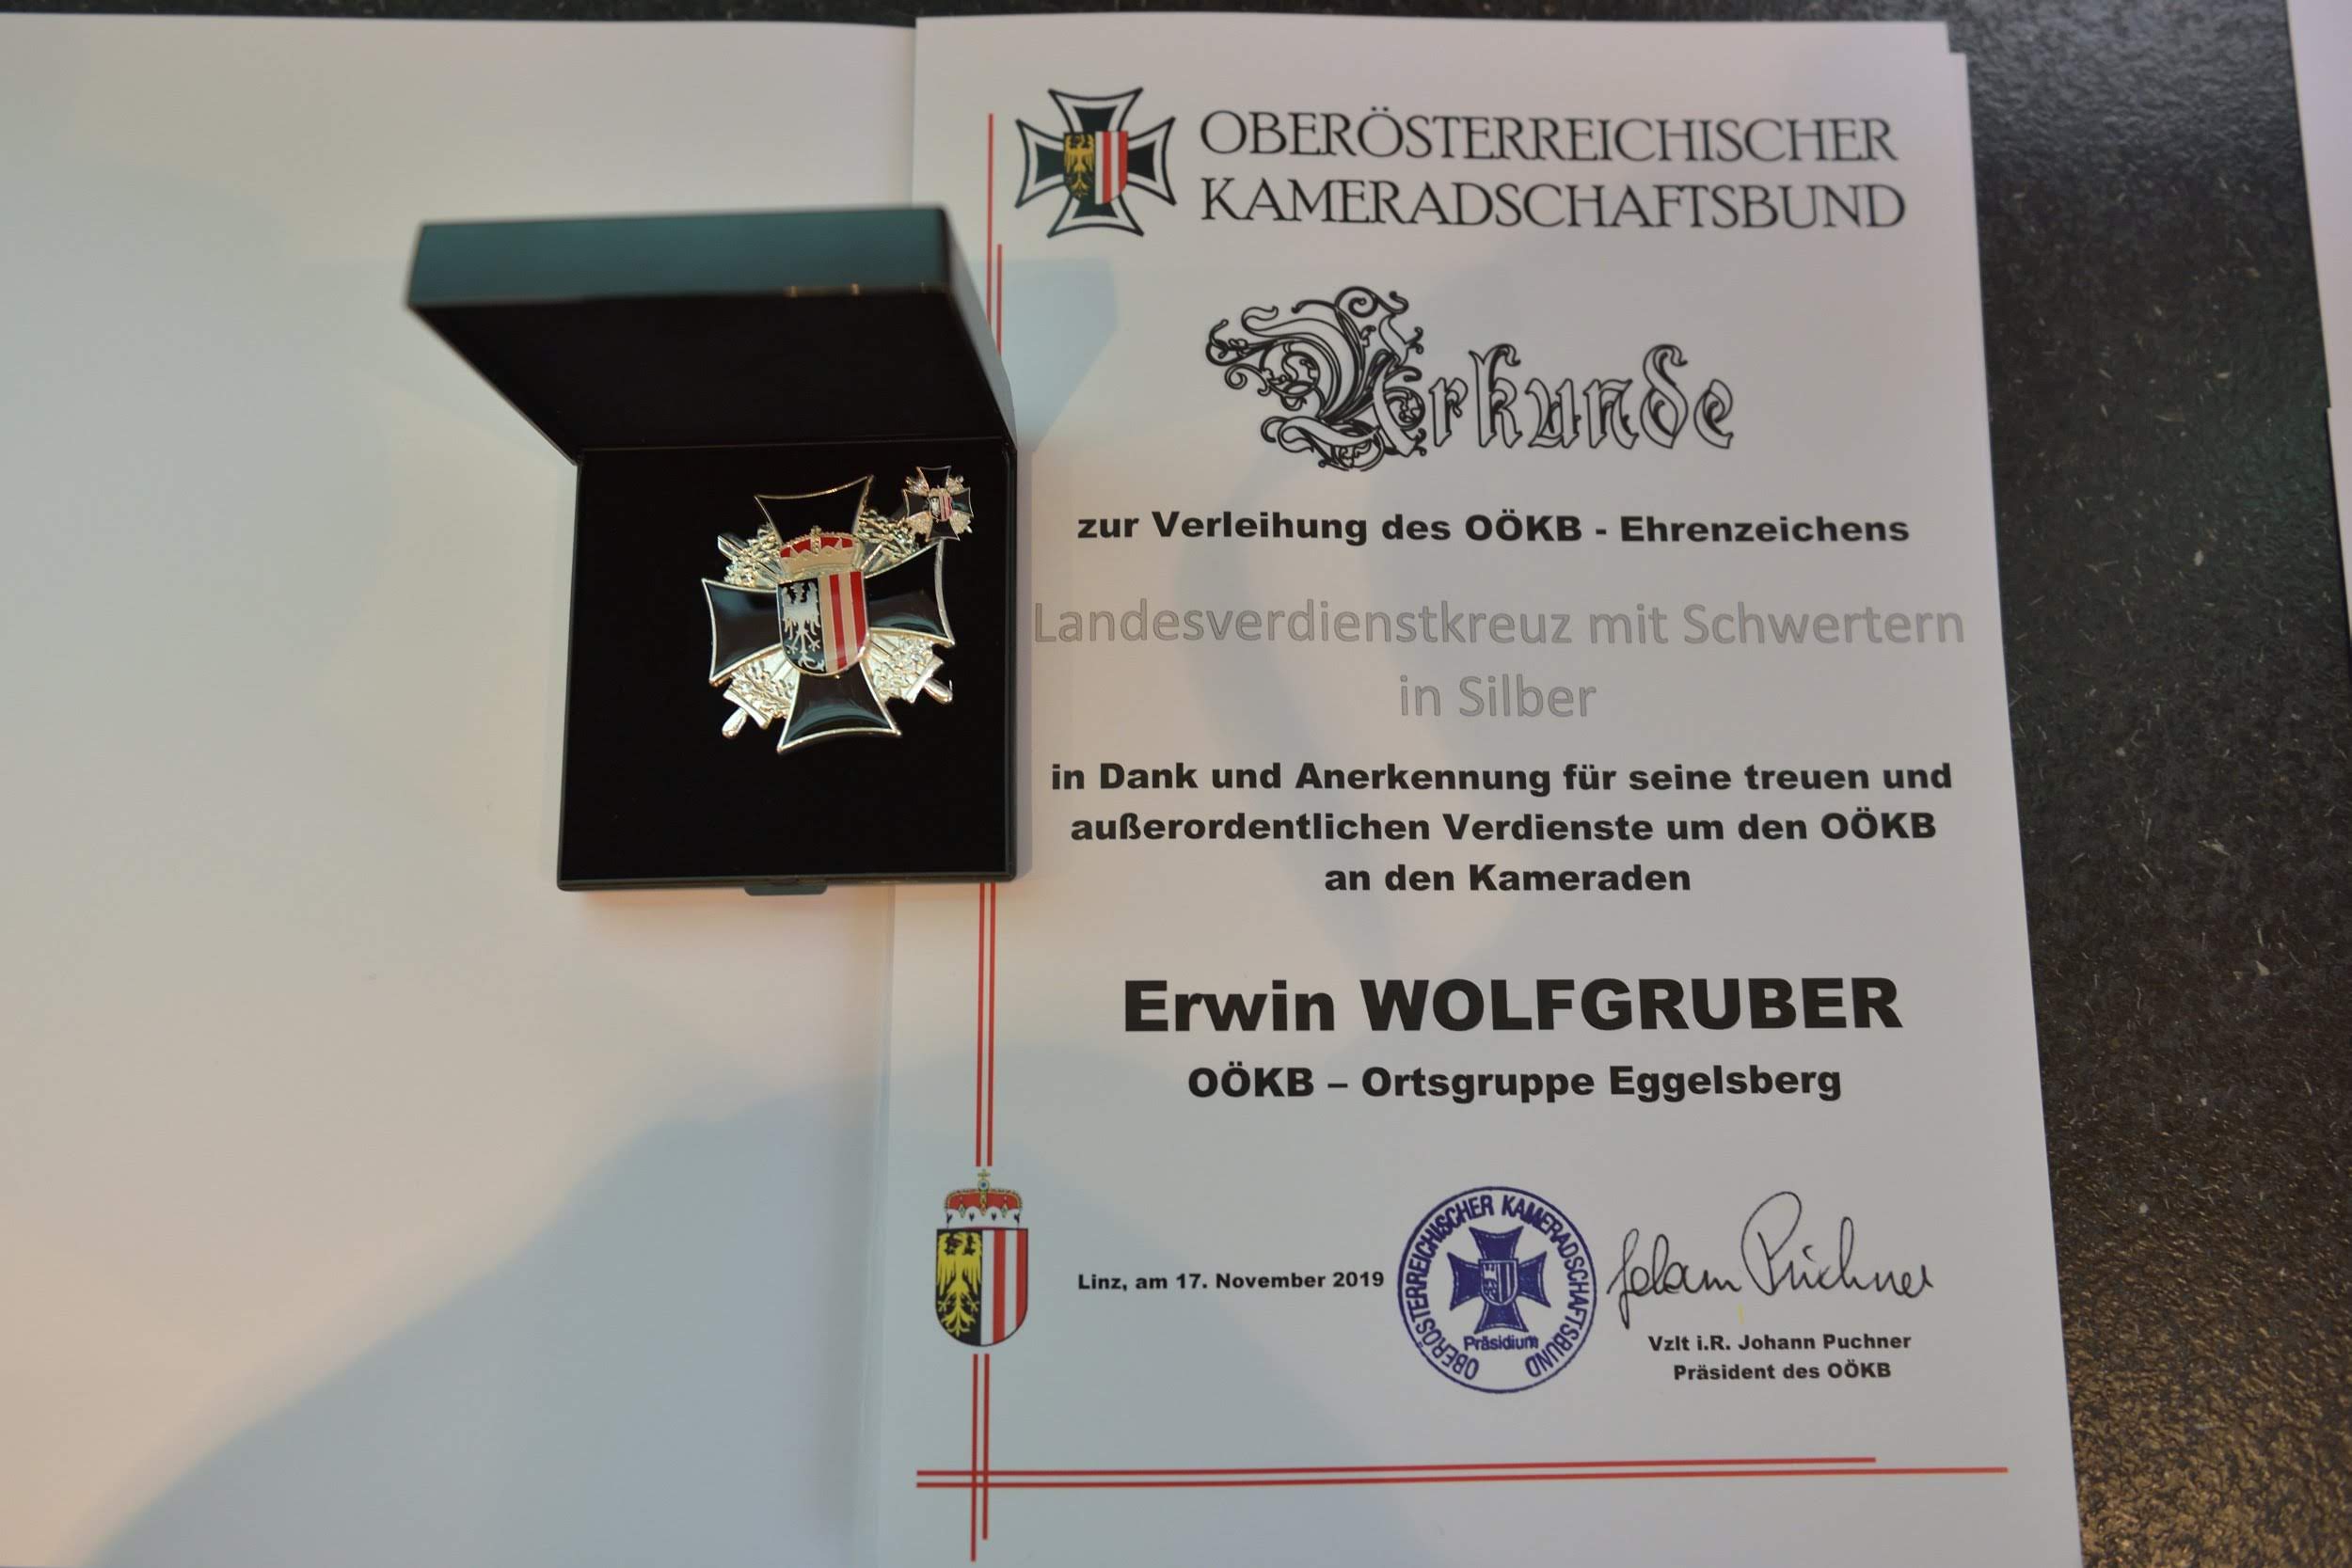 OBERÖSTERREICHISCHER
KAMERADSCHAFTSBUND
Urkunde
zur Verleihung des OÖKB - Ehrenzeichens
Landesverdienstkreuz mit Schwertern
in Silber
in Dank und Anerkennung für seine treuen und
außerordentlichen Verdienste um den OÖKB
an den Kameraden
Erwin WOLFGRUBER
OÖKB – Ortsgruppe Eggelsberg
Linz, am 17. November 2019
OBERÖSTERREICHISCHER KAMERADSCHAFTSBUND
Präsidium
Johann Puchner
Vzlt i.R. Johann Puchner
Präsident des OÖKB